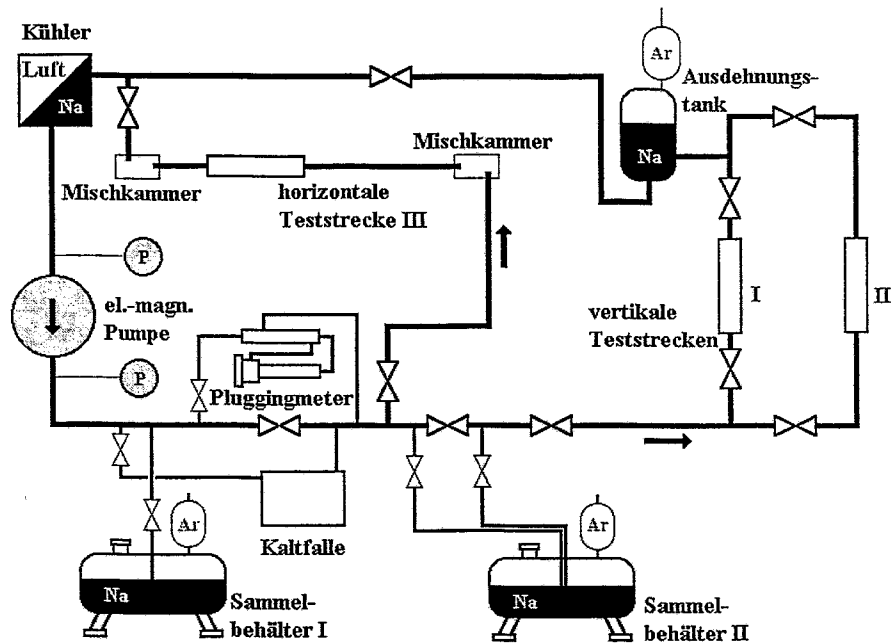 Kühler
Luft
Na
Ar
Ausdehnungs-
tank
Na
Mischkammer
Mischkammer
horizontale
Teststrecke III
P
el.-magn.
Pumpe
P
vertikale
Teststrecken
I
II
Pluggingmeter
Kaltfalle
Ar
Na
Sammel-
behälter I
Ar
Na
Sammel-
behälter II